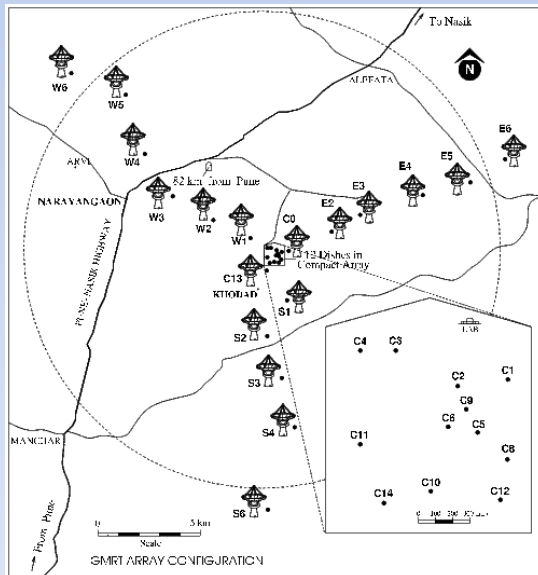 To Nasik
N
W6
W5
ALEFATA
E6
W4
ARVI
E5
E4
82 km from Pune
E3
NARAYANGAON
W3
W2
E2
W1
C0
12 Dishes in
Compact Array
C13
KHODAD
PUNE-NASIK HIGHWAY
S1
S2
LAB
C4
C3
C1
C2
S3
C9
C6
C5
S4
MANCHAR
C11
C8
C10
C14
C12
S6
0
5 km
Scale
From Pune
GMRT ARRAY CONFIGURATION